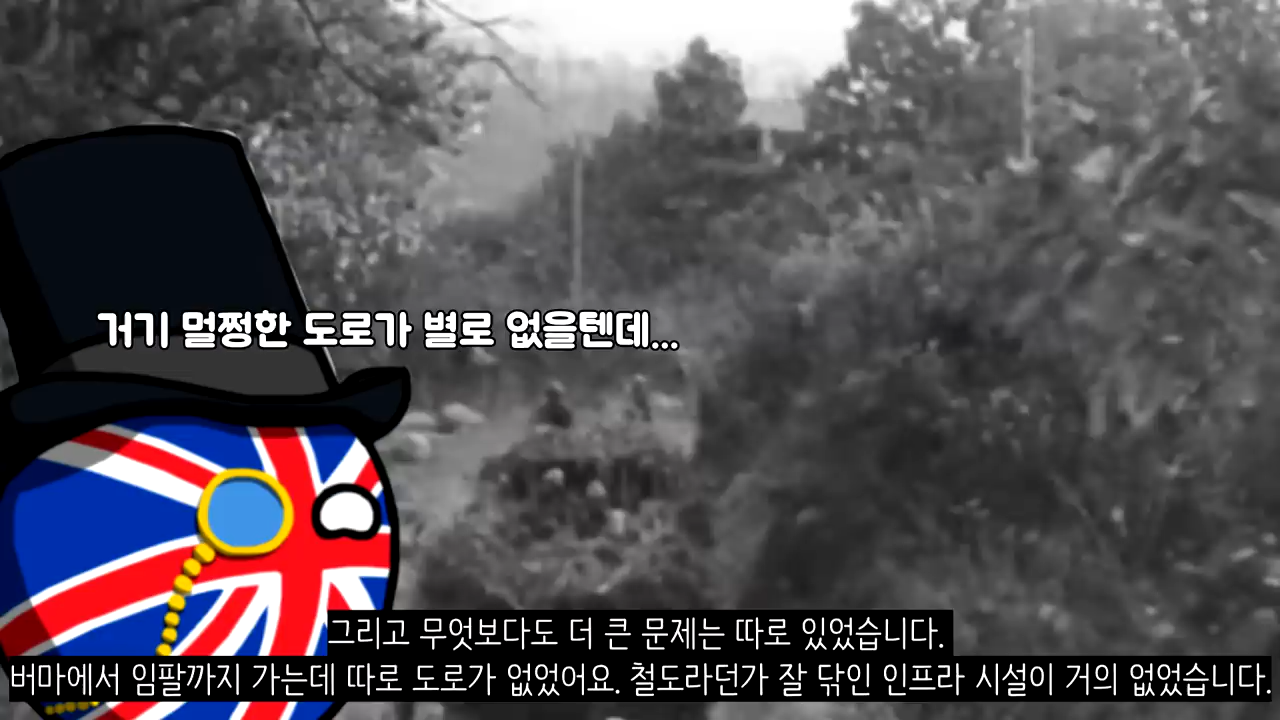 거기 멀쩡한 도로가 별로 없을텐데...
그리고 무엇보다도 더 큰 문제는 따로 있었습니다.
버마에서 임팔까지 가는데 따로 도로가 없었어요. 철도라던가 잘 닦인 인프라 시설이 거의 없었습니다.